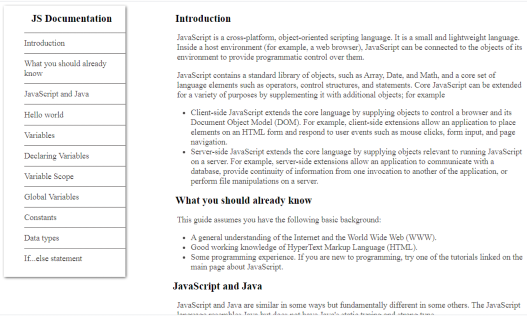 JS Documentation
Introduction
What you should already
know
JavaScript and Java
Hello world
Variables
Declaring Variables
Variable Scope
Global Variables
Constants
Data types
If...else statement
Introduction
JavaScript is a cross-platform, object-oriented scripting language. It is a small and lightweight language.
Inside a host environment (for example, a web browser), JavaScript can be connected to the objects of its
environment to provide programmatic control over them.
JavaScript contains a standard library of objects, such as Array, Date, and Math, and a core set of
language elements such as operators, control structures, and statements. Core JavaScript can be extended
for a variety of purposes by supplementing it with additional objects; for example
• Client-side JavaScript extends the core language by supplying objects to control a browser and its
Document Object Model (DOM). For example, client-side extensions allow an application to place
elements on an HTML form and respond to user events such as mouse clicks, form input, and page
navigation.
• Server-side JavaScript extends the core language by supplying objects relevant to running JavaScript
on a server. For example, server-side extensions allow an application to communicate with a
database, provide continuity of information from one invocation to another of the application, or
perform file manipulations on a server.
What you should already know
This guide assumes you have the following basic background:
• A general understanding of the Internet and the World Wide Web (WWW).
• Good working knowledge of HyperText Markup Language (HTML).
• Some programming experience. If you are new to programming, try one of the tutorials linked on the
main page about JavaScript.
JavaScript and Java
JavaScript and Java are similar in some ways but fundamentally different in some others. The JavaScript
language resembles Java but does not have Java's static typing and strong type